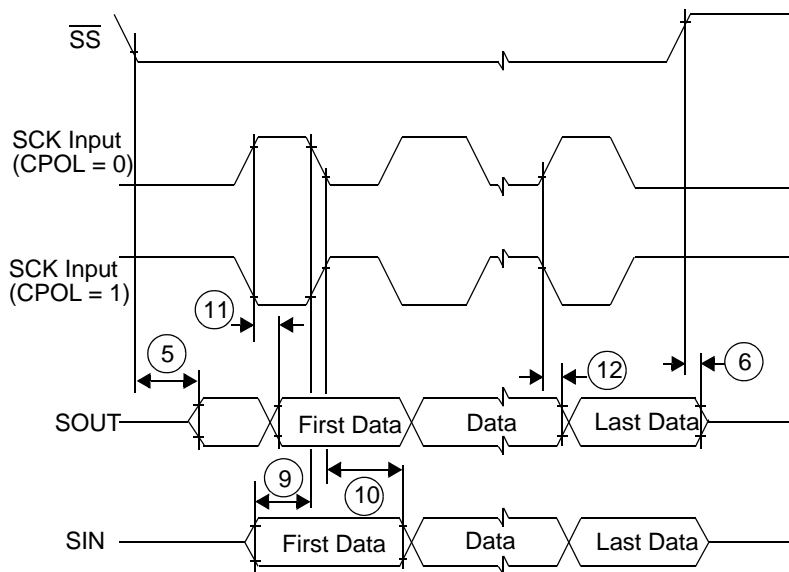 SS
SCK Input
(CPOL = 0)
SCK Input
(CPOL = 1)
11
5
12
6
SOUT
First Data
Data
Last Data
9
10
SIN
First Data
Data
Last Data